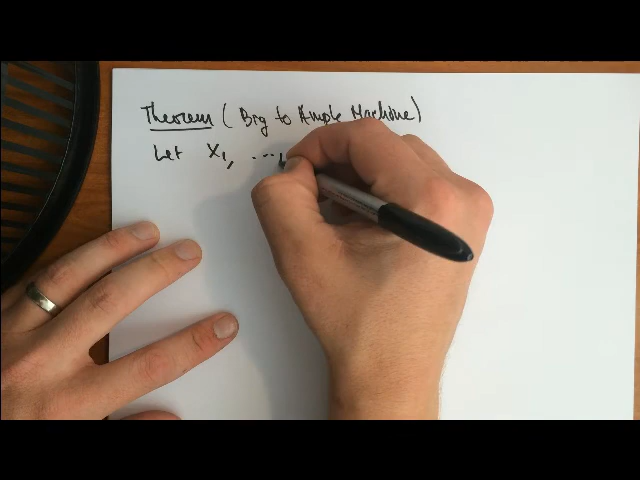 Theorem ( Big to Ample Machine )
Let X₁, ...,